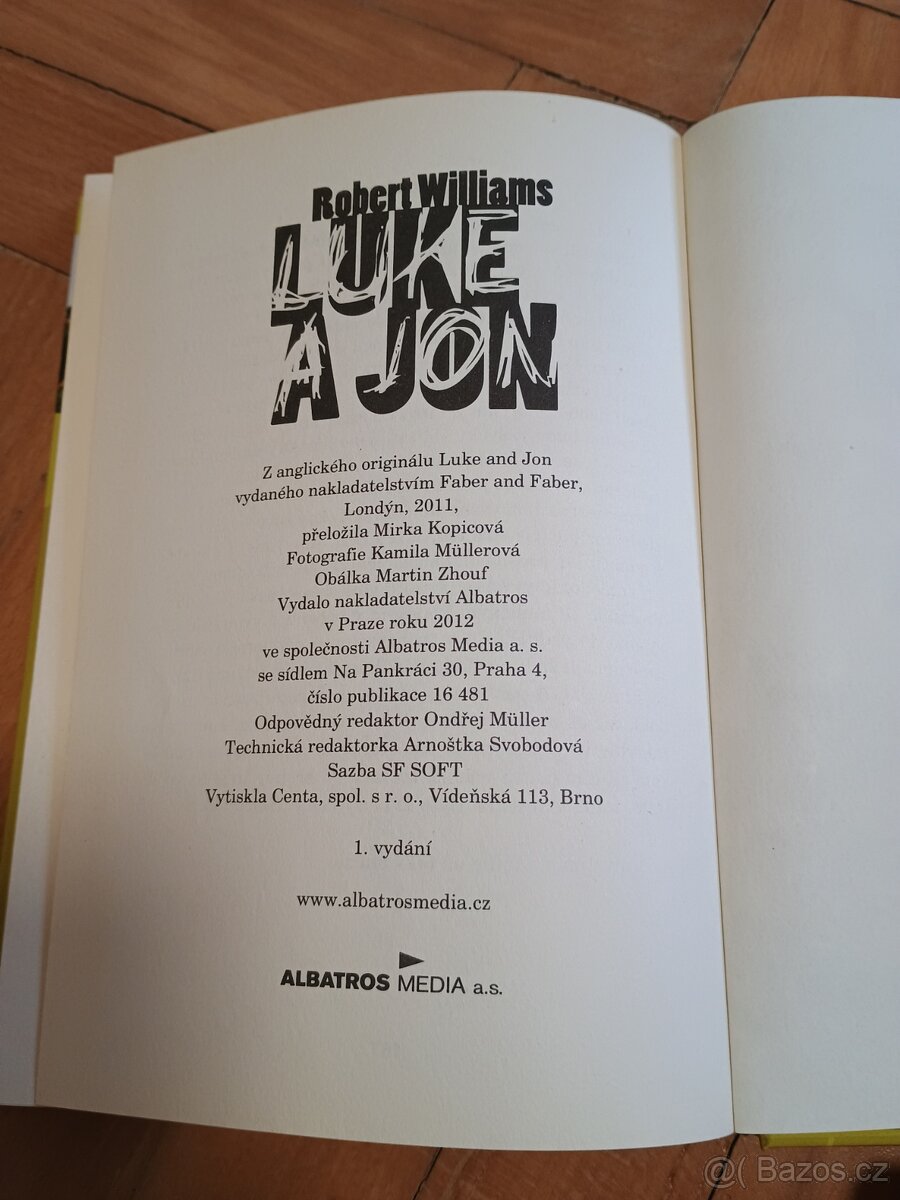 Robert Williams
LUKE
A JON
Z anglického originálu Luke and Jon
vydaného nakladatelstvím Faber and Faber,
Londýn, 2011,
přeložila Mirka Kopicová
Fotografie Kamila Müllerová
Obálka Martin Zhouf
Vydalo nakladatelství Albatros
v Praze roku 2012
ve společnosti Albatros Media a. s.
se sídlem Na Pankráci 30, Praha 4,
číslo publikace 16 481
Odpovědný redaktor Ondřej Müller
Technická redaktorka Arnoštka Svobodová
Sazba SF SOFT
Vytiskla Centa, spol. s r. o., Vídeňská 113, Brno
1. vydání
www.albatrosmedia.cz
ALBATROS MEDIA a.s.
@( Bazos.cz